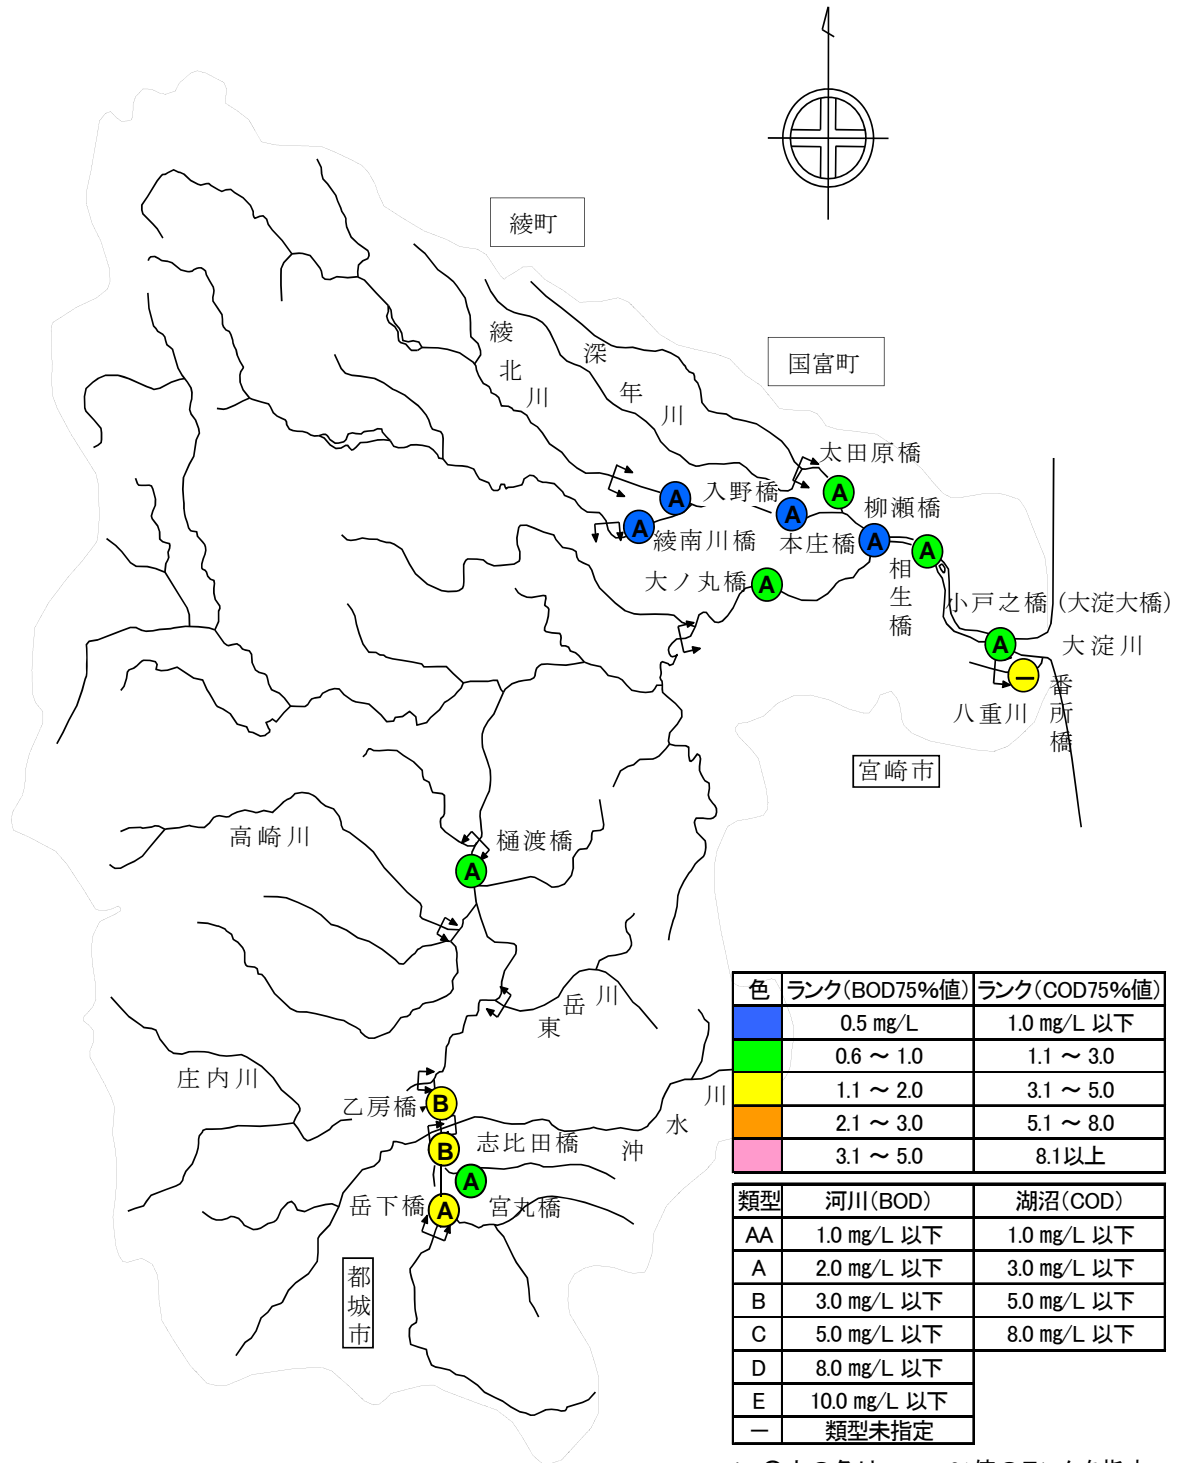 綾町
綾北川
深年川
国富町
太田原橋
入野橋
柳瀬橋
綾南川橋
本庄橋
相生橋
大ノ丸橋
小戸之橋(大淀大橋)
大淀川
番所橋
八重川
宮崎市
高崎川
樋渡橋
東岳川
庄内川
乙房橋
志比田橋
沖水川
岳下橋
宮丸橋
都城市
A
A
A
A
A
A
A
A
−
A
B
B
A
A
色 ランク(BOD75%値) ランク(COD75%値)
0.5 ㎎/L 1.0 ㎎/L 以下
0.6 ～ 1.0 1.1 ～ 3.0
1.1 ～ 2.0 3.1 ～ 5.0
2.1 ～ 3.0 5.1 ～ 8.0
3.1 ～ 5.0 8.1以上
類型 河川(BOD) 湖沼(COD)
AA 1.0 ㎎/L 以下 1.0 ㎎/L 以下
A 2.0 ㎎/L 以下 3.0 ㎎/L 以下
B 3.0 ㎎/L 以下 5.0 ㎎/L 以下
C 5.0 ㎎/L 以下 8.0 ㎎/L 以下
D 8.0 ㎎/L 以下
E 10.0 ㎎/L 以下
− 類型未指定